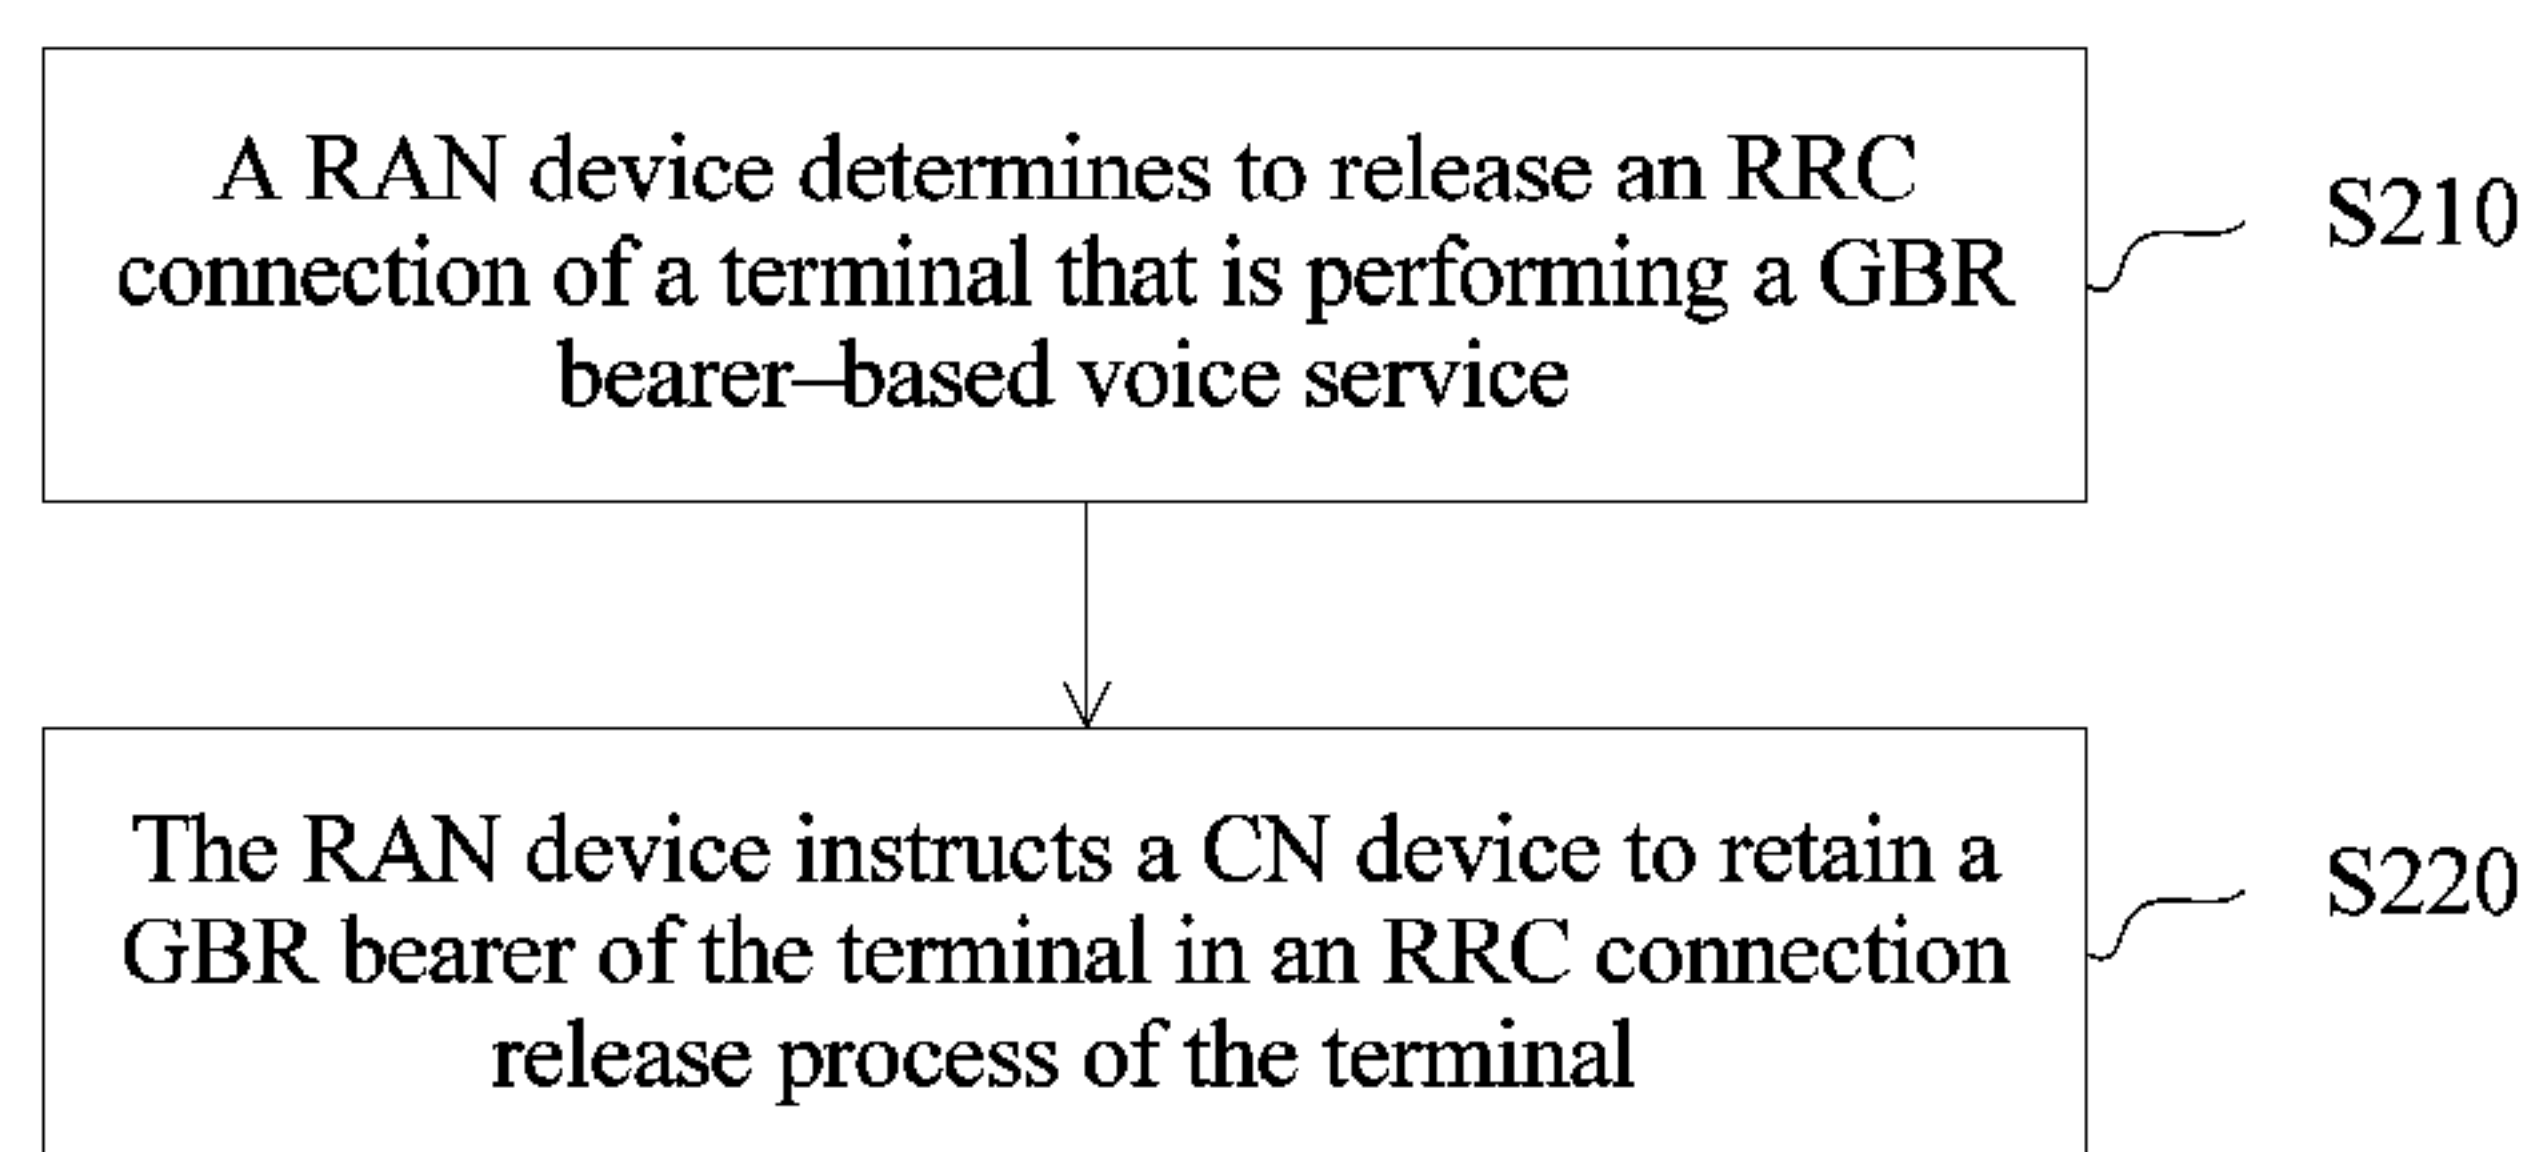 A RAN device determines to release an RRC
connection of a terminal that is performing a GBR
bearer–based voice service
S210
The RAN device instructs a CN device to retain a
GBR bearer of the terminal in an RRC connection
release process of the terminal
S220